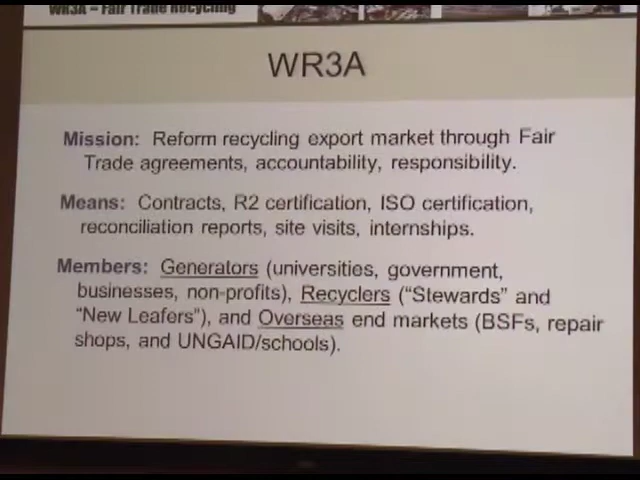 WR3A – Fair Trade Recycling
WR3A
Mission: Reform recycling export market through Fair
Trade agreements, accountability, responsibility.
Means: Contracts, R2 certification, ISO certification,
reconciliation reports, site visits, internships.
Members: Generators (universities, government,
businesses, non-profits), Recyclers (“Stewards” and
“New Leafers”), and Overseas end markets (BSFs, repair
shops, and UNGAID/schools).